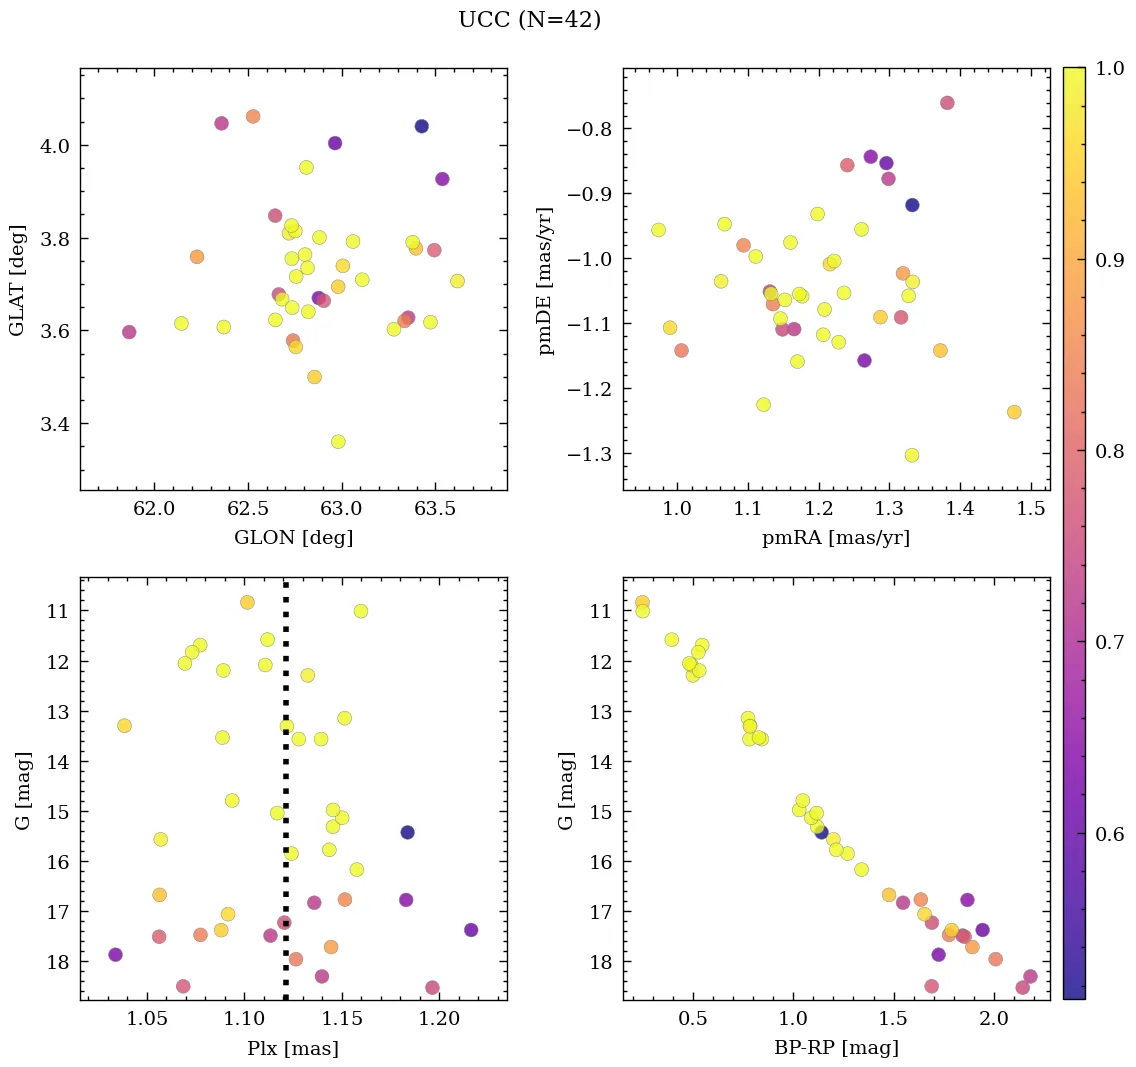 UCC (N=42)
4.0
3.8
3.6
3.4
GLAT [deg]
62.0 62.5 63.0 63.5
GLON [deg]
−0.8
−0.9
−1.0
−1.1
−1.2
−1.3
pmDE [mas/yr]
1.0 1.1 1.2 1.3 1.4 1.5
pmRA [mas/yr]
1.0
0.9
0.8
0.7
0.6
11
12
13
14
15
16
17
18
G [mag]
1.05 1.10 1.15 1.20
Plx [mas]
11
12
13
14
15
16
17
18
G [mag]
0.5 1.0 1.5 2.0
BP-RP [mag]